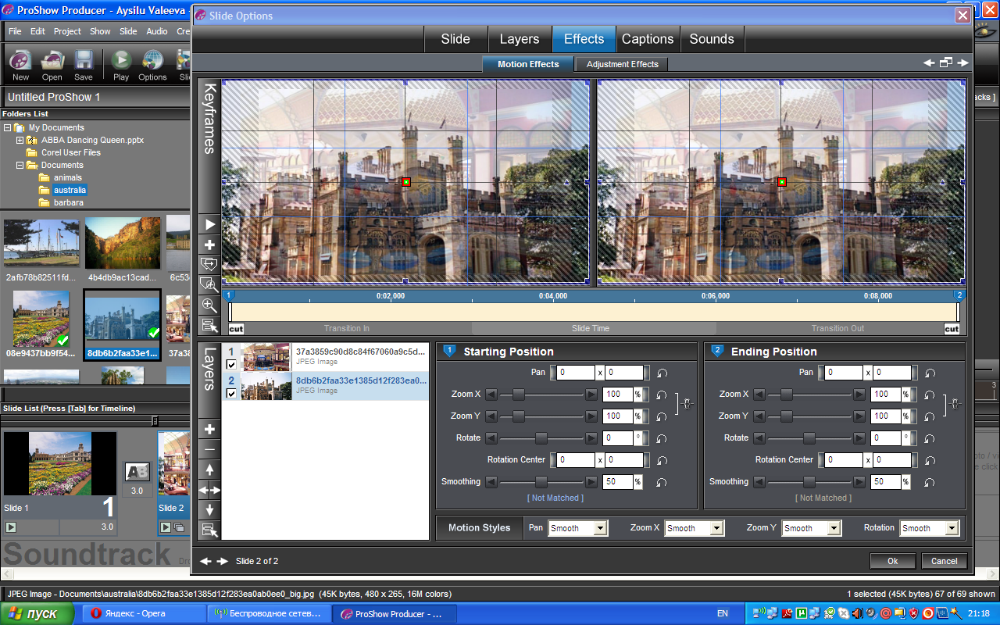 ProShow Producer - Aysilu Valeeva -
Slide Options
File Edit Project Show Slide Audio
Slide Layers Effects Captions Sounds
Motion Effects Adjustment Effects
New Open Save Play Options
Untitled ProShow 1
acks ]
Folders List
My Documents
ABBA Dancing Queen.pptx
Corel User Files
Documents
animals
australia
barbara
Keyframes
2afb78b82511fd... 4b4db9ac13cad...
08e9437bb9f54... 8db6b2faa33e1...
1 0:02,000 0:04,000 0:06,000 0:08,000 2
cut Transition In Slide Time Transition Out cut
Layers
1 37a3859c90d8c84f67060a9c5d...
JPEG Image
2 8db6b2faa33e1385d12f283ea0...
JPEG Image
1 Starting Position
Pan 0 x 0
Zoom X 100 %
Zoom Y 100 %
Rotate 0 °
Rotation Center 0 x 0
Smoothing 50 %
[ Not Matched ]
2 Ending Position
Pan 0 x 0
Zoom X 100 %
Zoom Y 100 %
Rotate 0 °
Rotation Center 0 x 0
Smoothing 50 %
[ Not Matched ]
Motion Styles Pan Smooth Zoom X Smooth Zoom Y Smooth Rotation Smooth
Slide List (Press [Tab] for Timeline)
AB
3.0
3
Slide 1 1 Slide 2
3.0
Soundtrack
Slide 2 of 2 Ok Cancel
JPEG Image - Documents\australia\8db6b2faa33e1385d12f283ea0ab0ee0_big.jpg (45K bytes, 480 x 265, 16M colors) 1 selected (45K bytes) 67 of 69 shown
пуск Яндекс - Opera Беспроводное сетев... ProShow Producer - ... EN 21:18